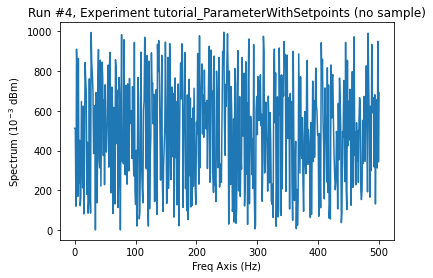 Run #4, Experiment tutorial_ParameterWithSetpoints (no sample)
1000
800
600
400
200
0
Spectrum (10⁻³ dBm)
0 100 200 300 400 500
Freq Axis (Hz)